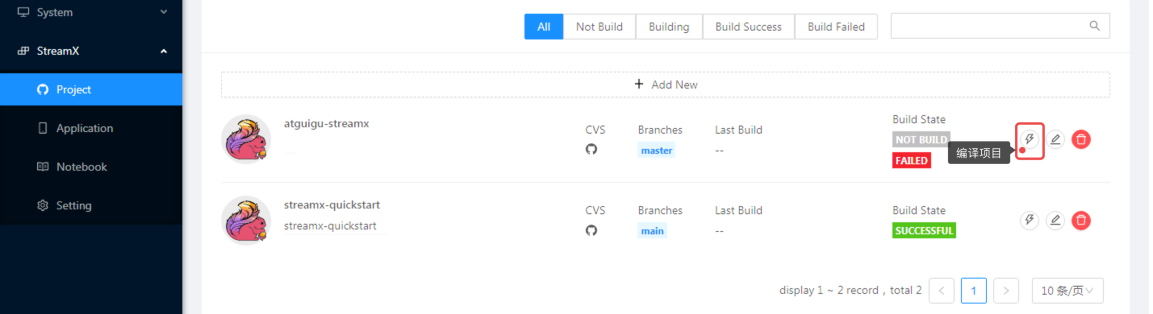 System
StreamX
Project
Application
Notebook
Setting
All Not Build Building Build Success Build Failed
+ Add New
atguigu-streamx
CVS
Branches
master
Last Build
--
Build State
NOT BUILD
FAILED
编译项目
streamx-quickstart
streamx-quickstart
CVS
Branches
main
Last Build
--
Build State
SUCCESSFUL
display 1 ~ 2 record，total 2 < 1 > 10 条/页